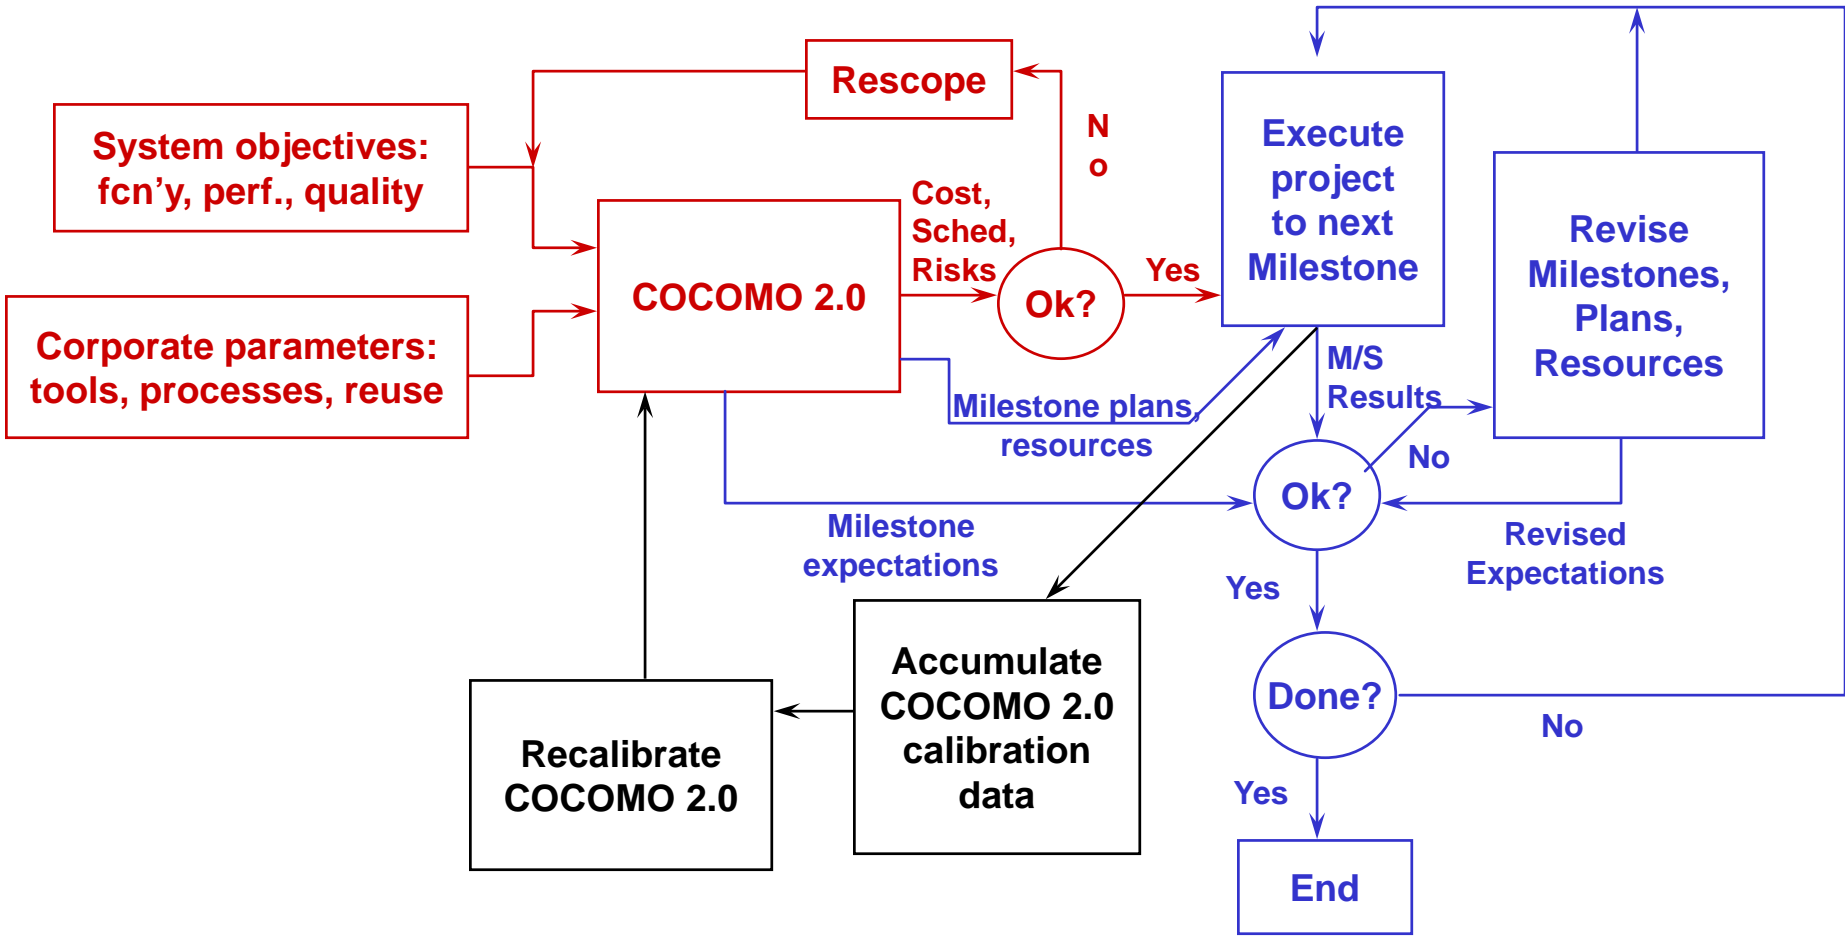 Rescope
N
o
System objectives:
fcn'y, perf., quality
Execute
project
to next
Milestone
Cost,
Sched,
Risks
Revise
Milestones,
Plans,
Resources
COCOMO 2.0
Ok?
Yes
Corporate parameters:
tools, processes, reuse
M/S
Results
Milestone plans,
resources
No
Ok?
Milestone
expectations
Revised
Expectations
Yes
Accumulate
COCOMO 2.0
calibration
data
Done?
No
Recalibrate
COCOMO 2.0
Yes
End